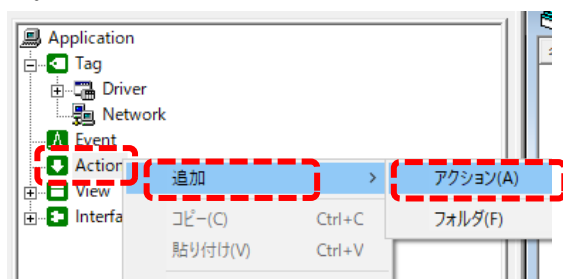 Application
Tag
Driver
Network
Event
Action
追加
アクション(A)
View
Interfa
コピー(C) Ctrl+C
フォルダ(F)
貼り付け(V) Ctrl+V